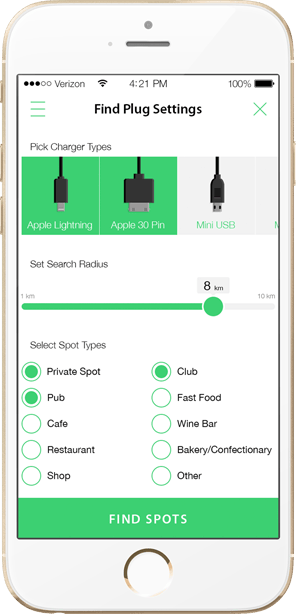 ●●●○○ Verizon 4:21 PM 100%
Find Plug Settings
Pick Charger Types
Apple Lightning Apple 30 Pin Mini USB
Set Search Radius
8 km
1 km 10 km
Select Spot Types
Private Spot Club
Pub Fast Food
Cafe Wine Bar
Restaurant Bakery/Confectionary
Shop Other
FIND SPOTS